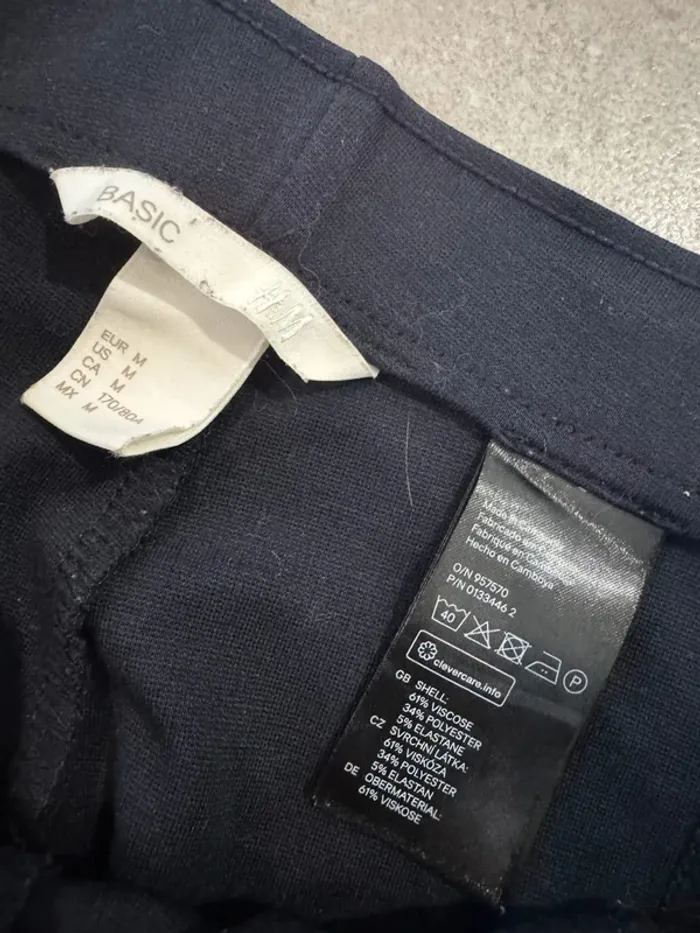 BASIC
H&M
EUR M
US M
CA M
CN 170/80A
MX M
Made in
Fabricado en
Fabriqué en
Hecho en Camboya
O/N 957570
P/N 0133446 2
40
P
clevercare.info
GB SHELL:
61% VISCOSE
34% POLYESTER
5% ELASTANE
CZ SVRCHNÍ LÁTKA:
61% VISKÓZA
34% POLYESTER
5% ELASTAN
DE OBERMATERIAL:
61% VISKOSE